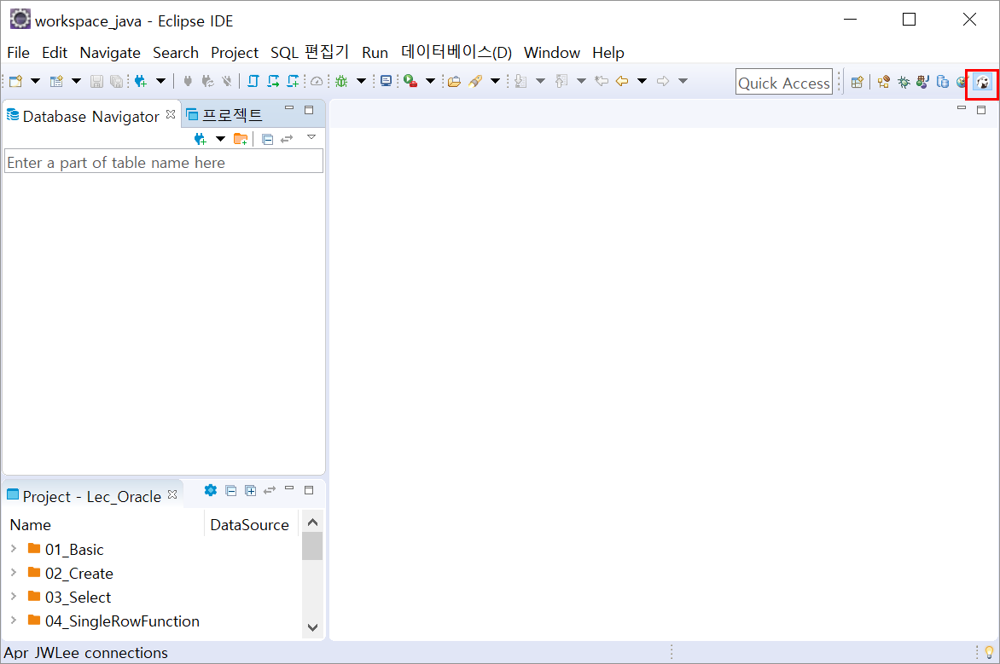 workspace_java - Eclipse IDE
File Edit Navigate Search Project SQL 편집기 Run 데이터베이스(D) Window Help
Quick Access
Database Navigator 프로젝트
Enter a part of table name here
Project - Lec_Oracle
Name DataSource
01_Basic
02_Create
03_Select
04_SingleRowFunction
Apr JWLee connections